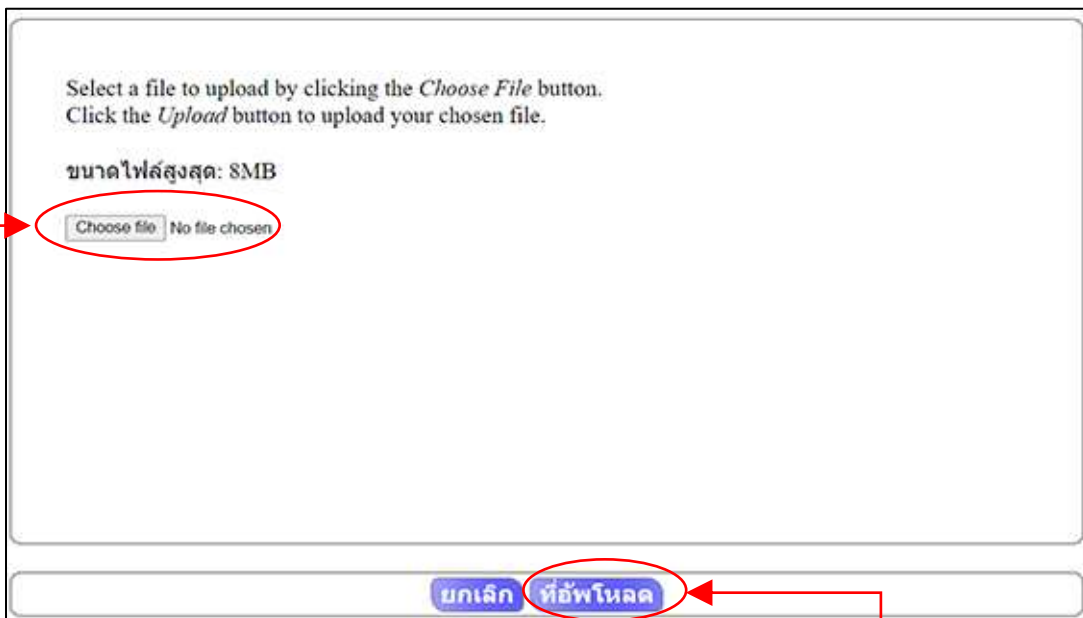 Select a file to upload by clicking the Choose File button.
Click the Upload button to upload your chosen file.
ขนาดไฟล์สูงสุด: 8MB
Choose file No file chosen
ยกเลิก ที่อัพโหลด